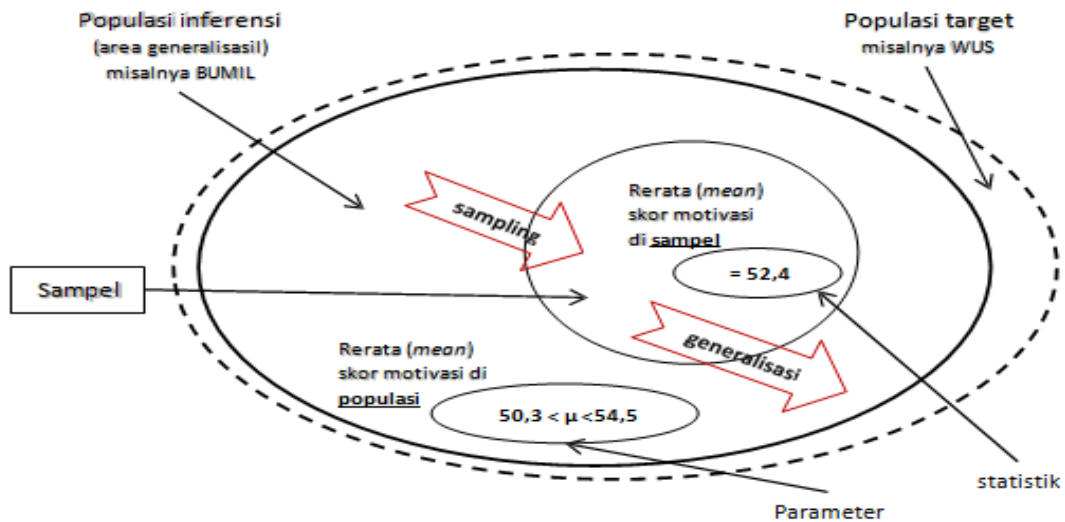 Populasi inferensi
(area generalisasiI)
misalnya BUMIL
Populasi target
misalnya WUS
sampling
Rerata (mean)
skor motivasi
di sampel
= 52,4
Sampel
generalisasi
Rerata (mean)
skor motivasi di
populasi
50,3 < µ <54,5
statistik
Parameter